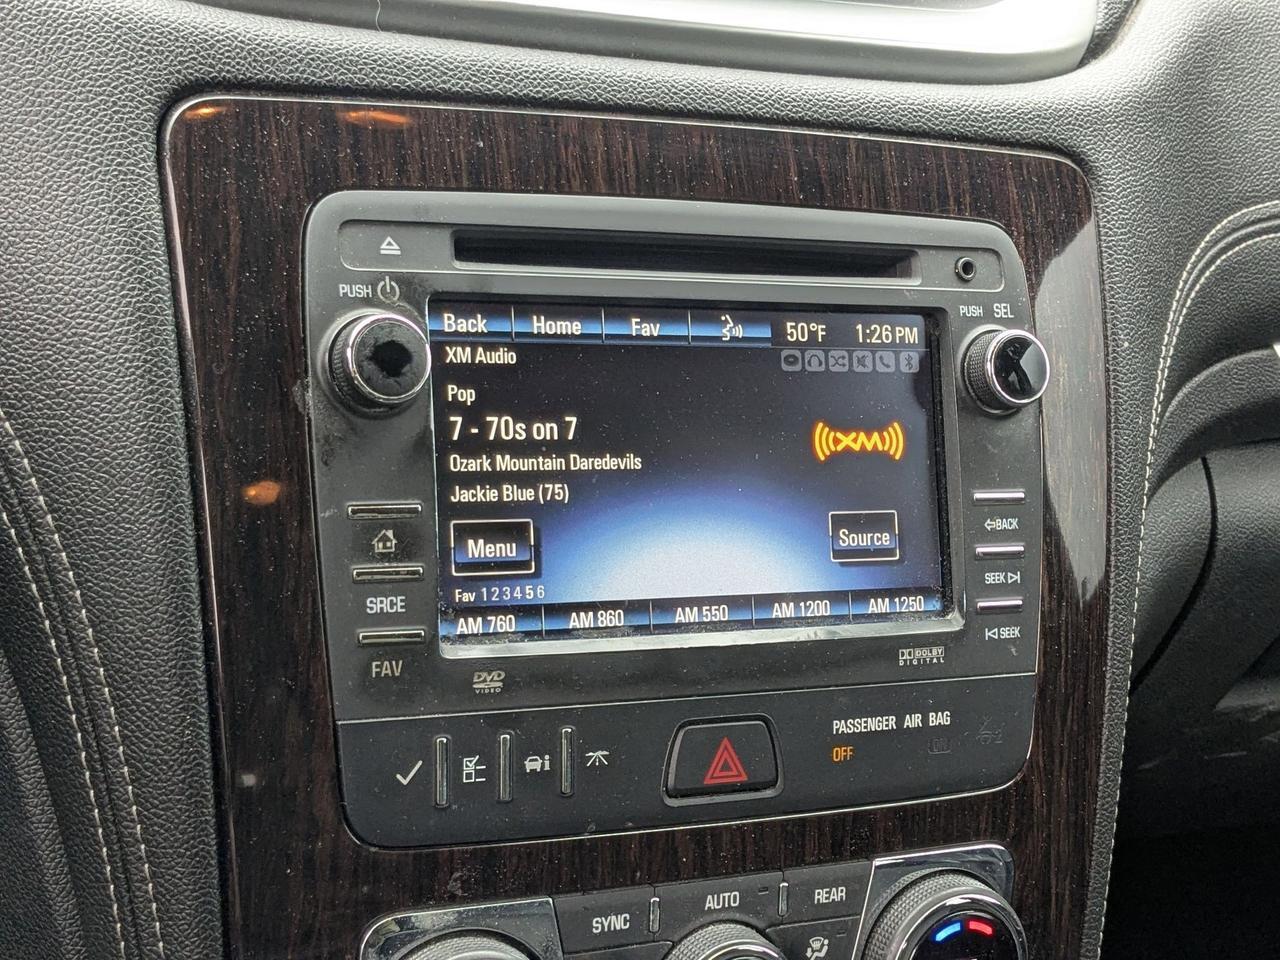 PUSH
PUSH SEL
Back Home Fav 50°F 1:26 PM
XM Audio
Pop
7 - 70s on 7
XM
Ozark Mountain Daredevils
Jackie Blue (75)
Menu Source
Fav 1 2 3 4 5 6
AM 760 AM 860 AM 550 AM 1200 AM 1250
SRCE
FAV
BACK
SEEK
SEEK
DVD
VIDEO
DOLBY
DIGITAL
PASSENGER AIR BAG
OFF ON
SYNC AUTO REAR